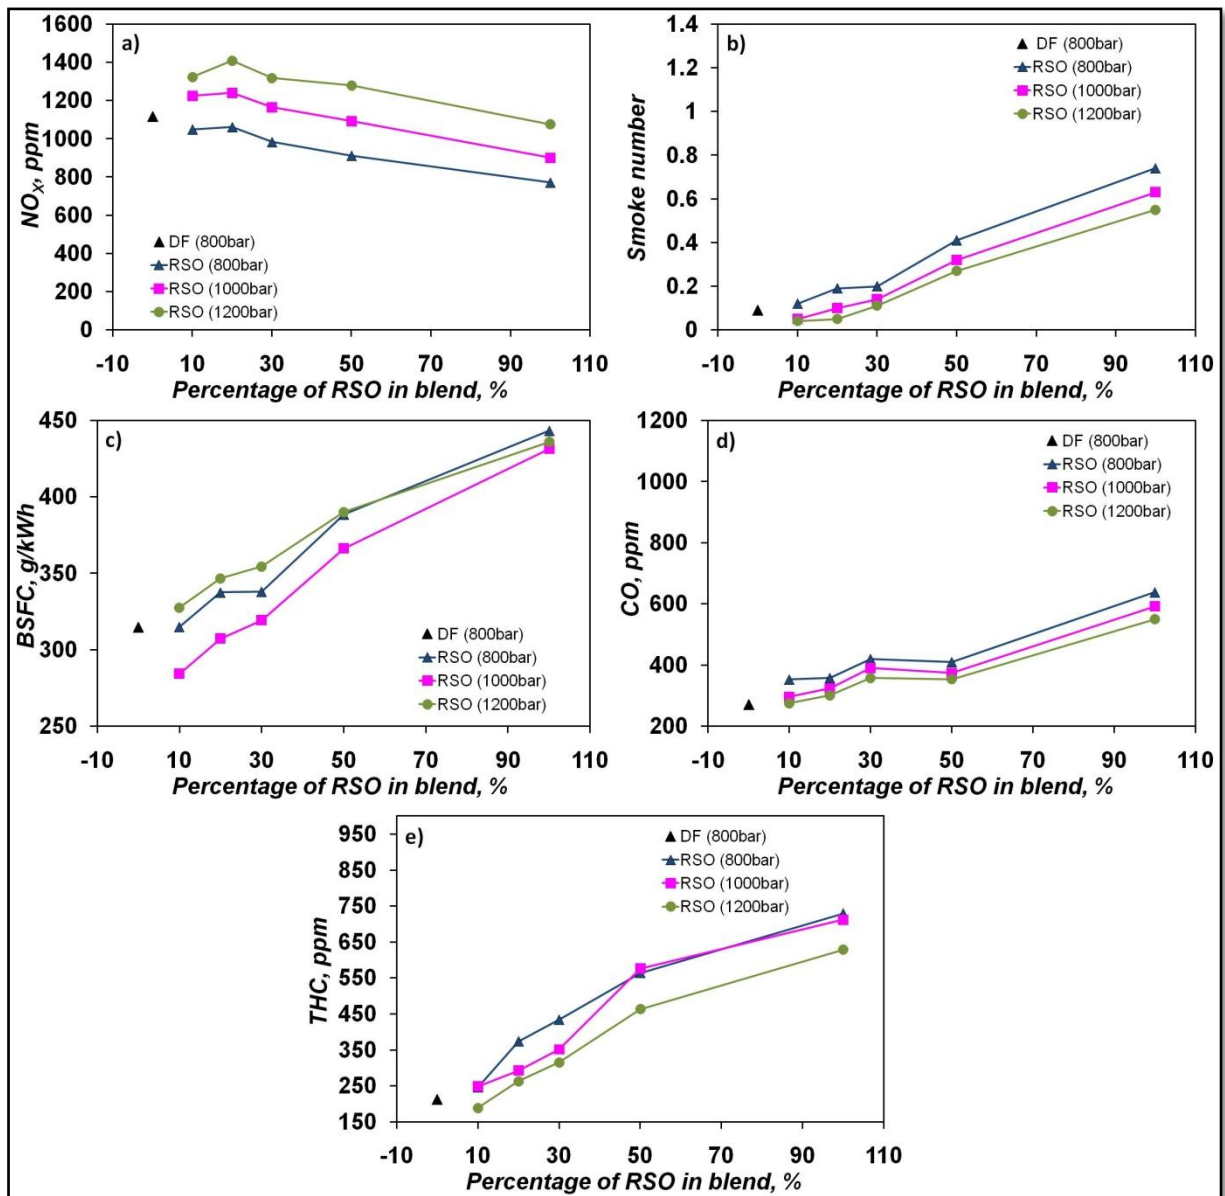 a)
NOX, ppm
1600
1400
1200
1000
800
600
400
200
0
DF (800bar)
RSO (800bar)
RSO (1000bar)
RSO (1200bar)
-10 10 30 50 70 90 110
Percentage of RSO in blend, %
b)
Smoke number
1.4
1.2
1
0.8
0.6
0.4
0.2
0
DF (800bar)
RSO (800bar)
RSO (1000bar)
RSO (1200bar)
-10 10 30 50 70 90 110
Percentage of RSO in blend, %
c)
BSFC, g/kWh
450
400
350
300
250
DF (800bar)
RSO (800bar)
RSO (1000bar)
RSO (1200bar)
-10 10 30 50 70 90 110
Percentage of RSO in blend, %
d)
CO, ppm
1200
1000
800
600
400
200
DF (800bar)
RSO (800bar)
RSO (1000bar)
RSO (1200bar)
-10 10 30 50 70 90 110
Percentage of RSO in blend, %
e)
THC, ppm
950
850
750
650
550
450
350
250
150
DF (800bar)
RSO (800bar)
RSO (1000bar)
RSO (1200bar)
-10 10 30 50 70 90 110
Percentage of RSO in blend, %